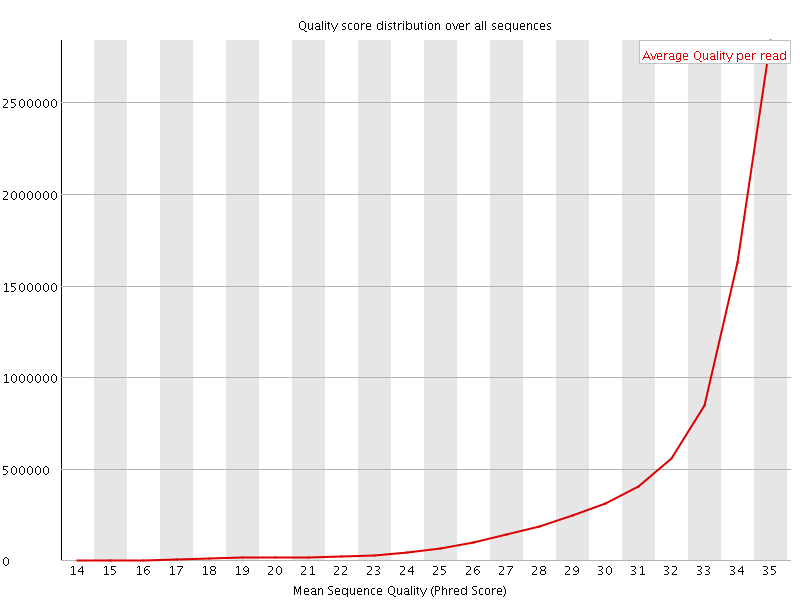 Quality score distribution over all sequences
Average Quality per read
2500000
2000000
1500000
1000000
500000
0
14 15 16 17 18 19 20 21 22 23 24 25 26 27 28 29 30 31 32 33 34 35
Mean Sequence Quality (Phred Score)